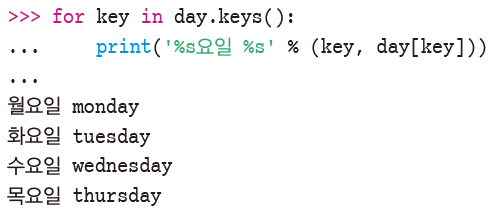 >>> for key in day.keys():
...     print('%s요일 %s' % (key, day[key]))
...
월요일 monday
화요일 tuesday
수요일 wednesday
목요일 thursday